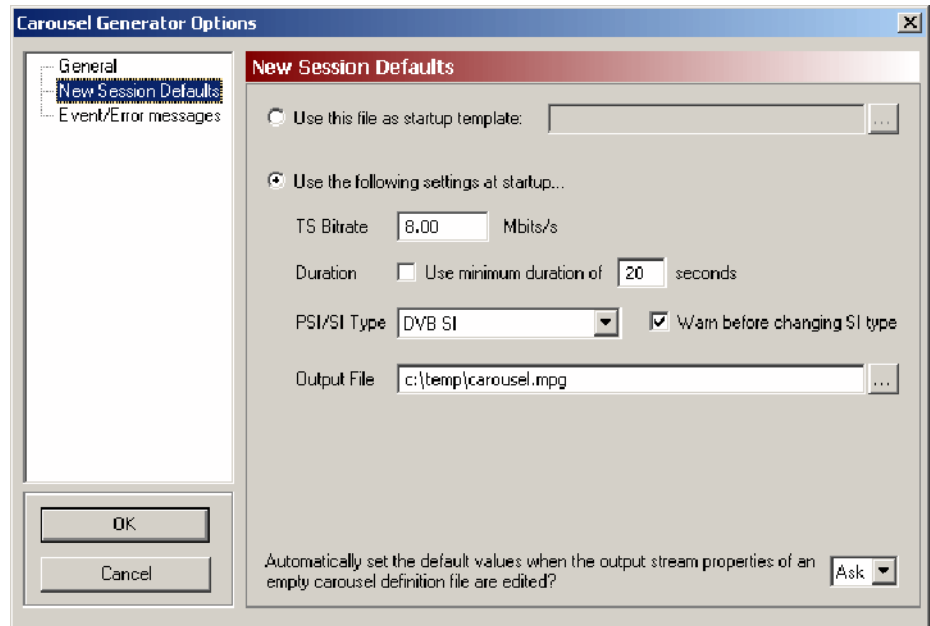 Carousel Generator Options
General
New Session Defaults
Event/Error messages
OK
Cancel
New Session Defaults
Use this file as startup template:
...
Use the following settings at startup...
TS Bitrate 8.00 Mbits/s
Duration Use minimum duration of 20 seconds
PSI/SI Type DVB SI Warn before changing SI type
Output File c:\temp\carousel.mpg ...
Automatically set the default values when the output stream properties of an
empty carousel definition file are edited? Ask